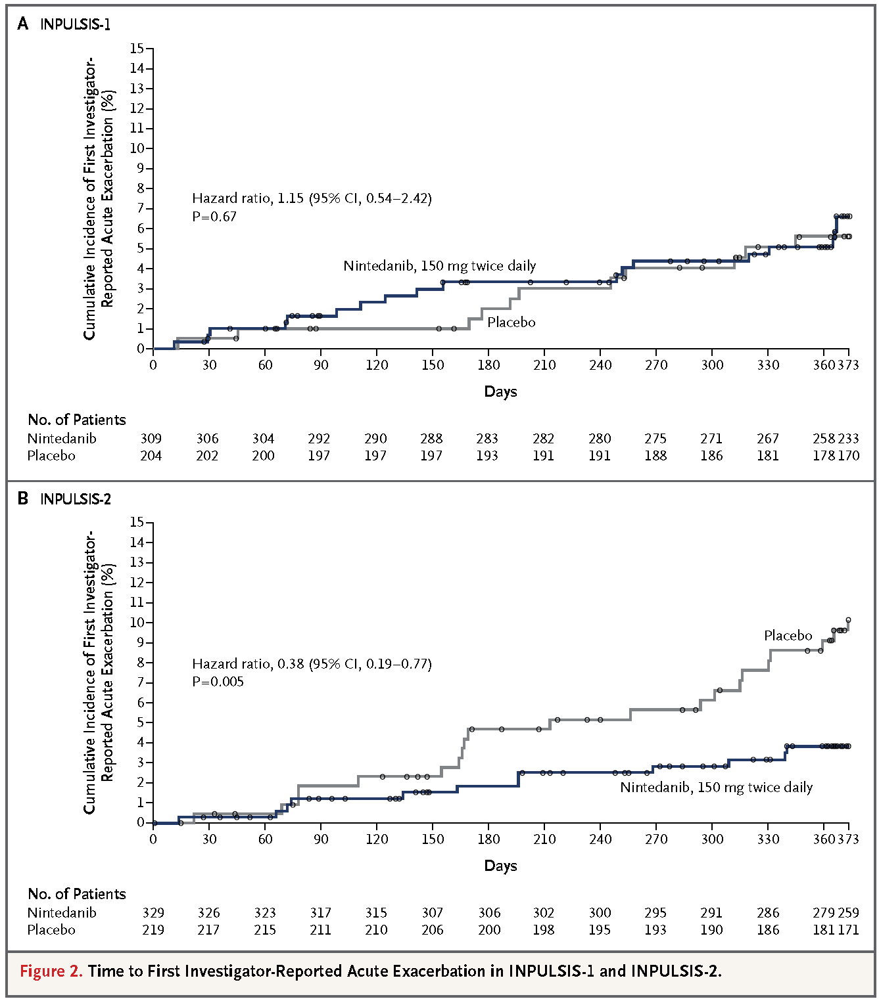 A INPULSIS-1
Cumulative Incidence of First Investigator-
Reported Acute Exacerbation (%)
15
14
13
12
11
10
9
8
7
6
5
4
3
2
1
0
Hazard ratio, 1.15 (95% CI, 0.54–2.42)
P=0.67
Nintedanib, 150 mg twice daily
Placebo
0 30 60 90 120 150 180 210 240 270 300 330 360 373
Days
No. of Patients
Nintedanib 309 306 304 292 290 288 283 282 280 275 271 267 258 233
Placebo 204 202 200 197 197 197 193 191 191 188 186 181 178 170
B INPULSIS-2
Cumulative Incidence of First Investigator-
Reported Acute Exacerbation (%)
15
14
13
12
11
10
9
8
7
6
5
4
3
2
1
0
Placebo
Hazard ratio, 0.38 (95% CI, 0.19–0.77)
P=0.005
Nintedanib, 150 mg twice daily
0 30 60 90 120 150 180 210 240 270 300 330 360 373
Days
No. of Patients
Nintedanib 329 326 323 317 315 307 306 302 300 295 291 286 279 259
Placebo 219 217 215 211 210 206 200 198 195 193 190 186 181 171
Figure 2. Time to First Investigator-Reported Acute Exacerbation in INPULSIS-1 and INPULSIS-2.